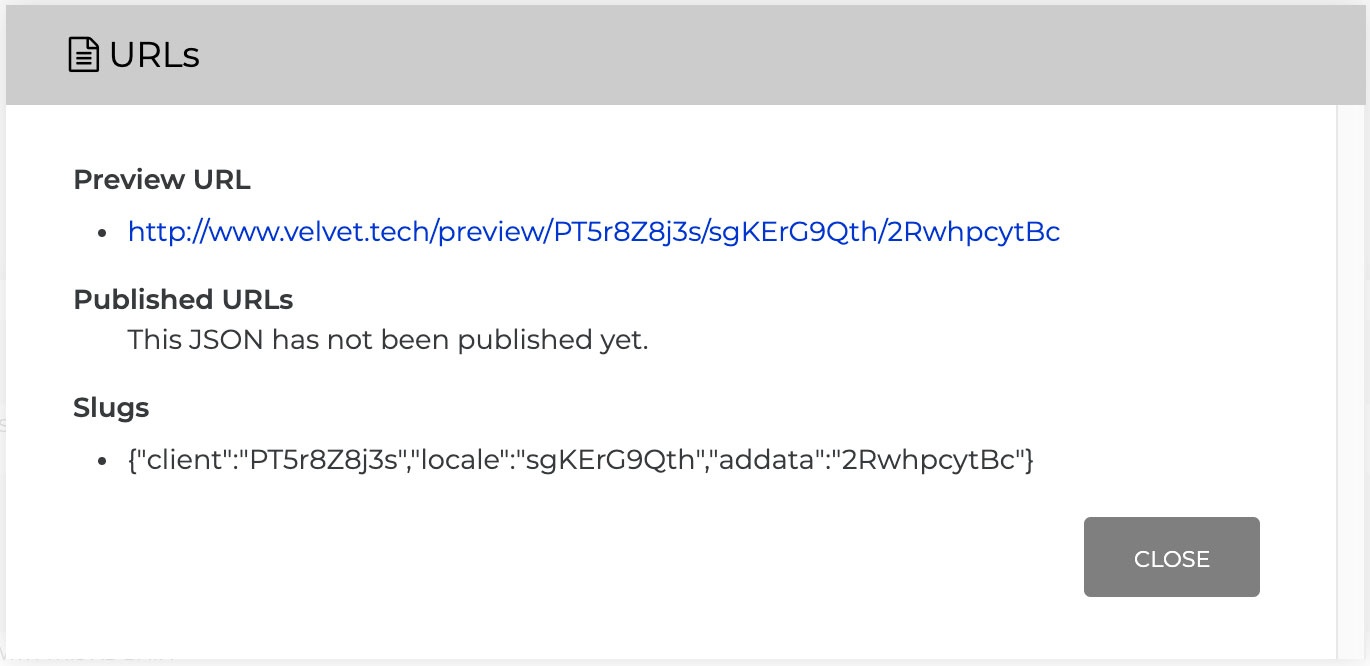 URLs
Preview URL
• http://www.velvet.tech/preview/PT5r8Z8j3s/sgKErG9Qth/2RwhpcytBc
Published URLs
This JSON has not been published yet.
Slugs
• {"client":"PT5r8Z8j3s","locale":"sgKErG9Qth","addata":"2RwhpcytBc"}
CLOSE